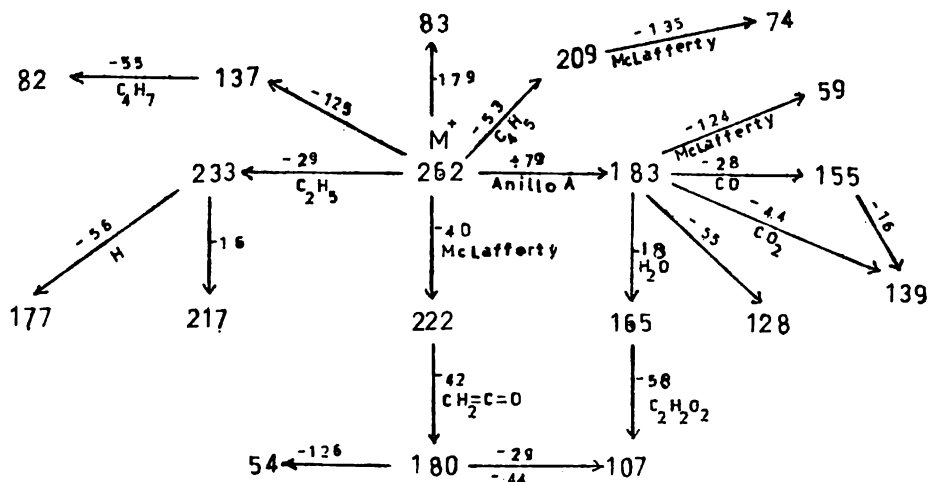 83
-135
74
209
McLafferty
-55
82
137
C4H7
-125
179
-53
C4H5
59
-124
McLafferty
M+
-29
+79
-28
233
262
183
155
C2H5
Anillo A
CO
-44
CO2
-16
-56
H
16
-40
McLafferty
18
H2O
-55
139
177
217
222
165
128
-42
CH2=C=O
-58
C2H2O2
-126
-29
54
180
107
-44